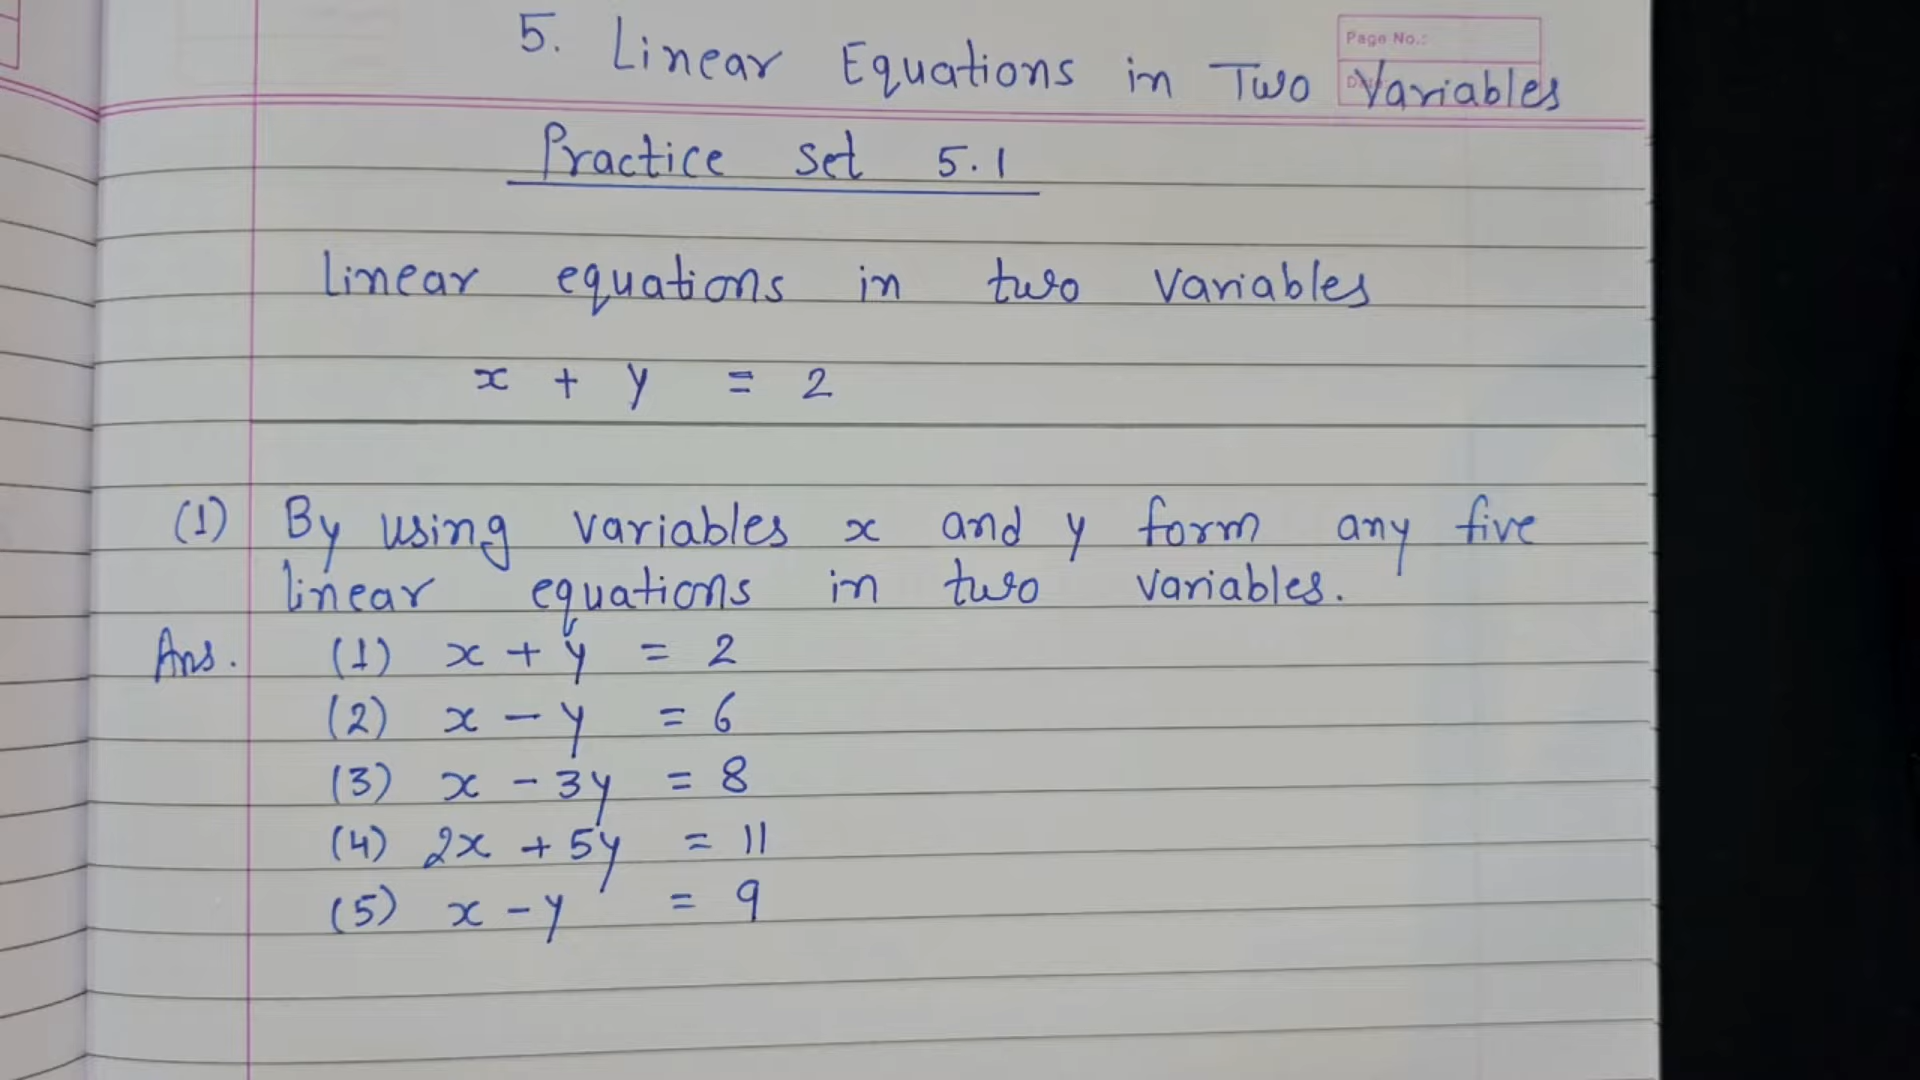 Page No.:
5. Linear Equations in Two Variables
Practice set 5.1
linear equations in two variables
x + y = 2
(1) By using variables x and y form any five
linear equations in two variables.
Ans. (1) x + y = 2
(2) x - y = 6
(3) x - 3y = 8
(4) 2x + 5y = 11
(5) x - y = 9